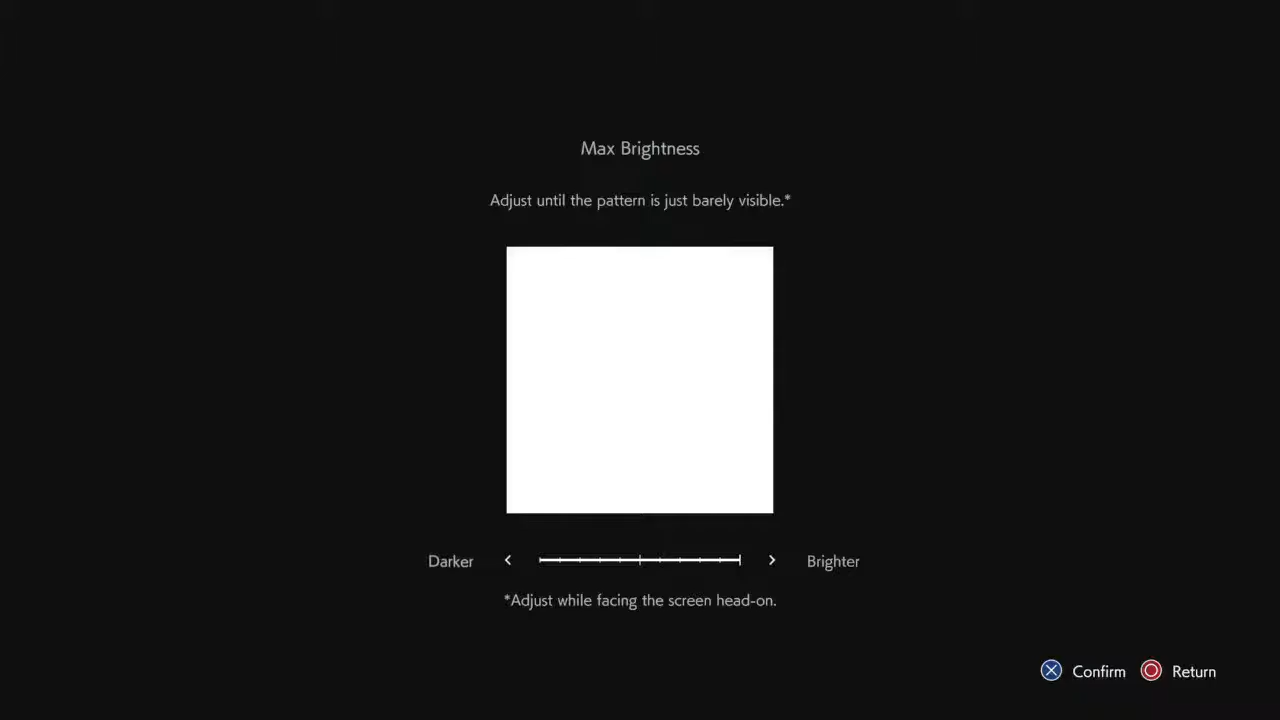 Max Brightness
Adjust until the pattern is just barely visible.*
Darker < > Brighter
*Adjust while facing the screen head-on.
Confirm Return